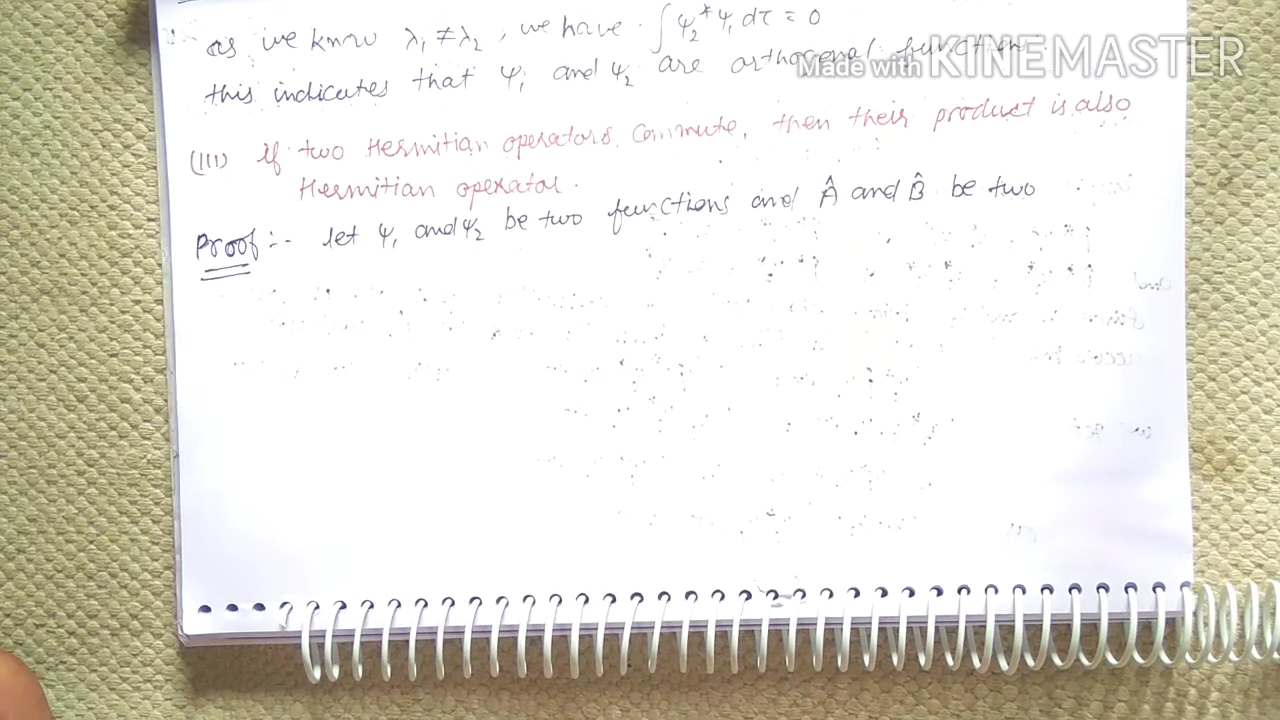 as we know λ₁ ≠ λ₂, we have ∫ψ₂*ψ₁dτ = 0
this indicates that ψ₁ and ψ₂ are orthogonal functions.
Made with KINEMASTER
(III) If two Hermitian operators commute, then their product is also
Hermitian operator.
Proof:- let ψ₁ and ψ₂ be two functions and Â and B̂ be two